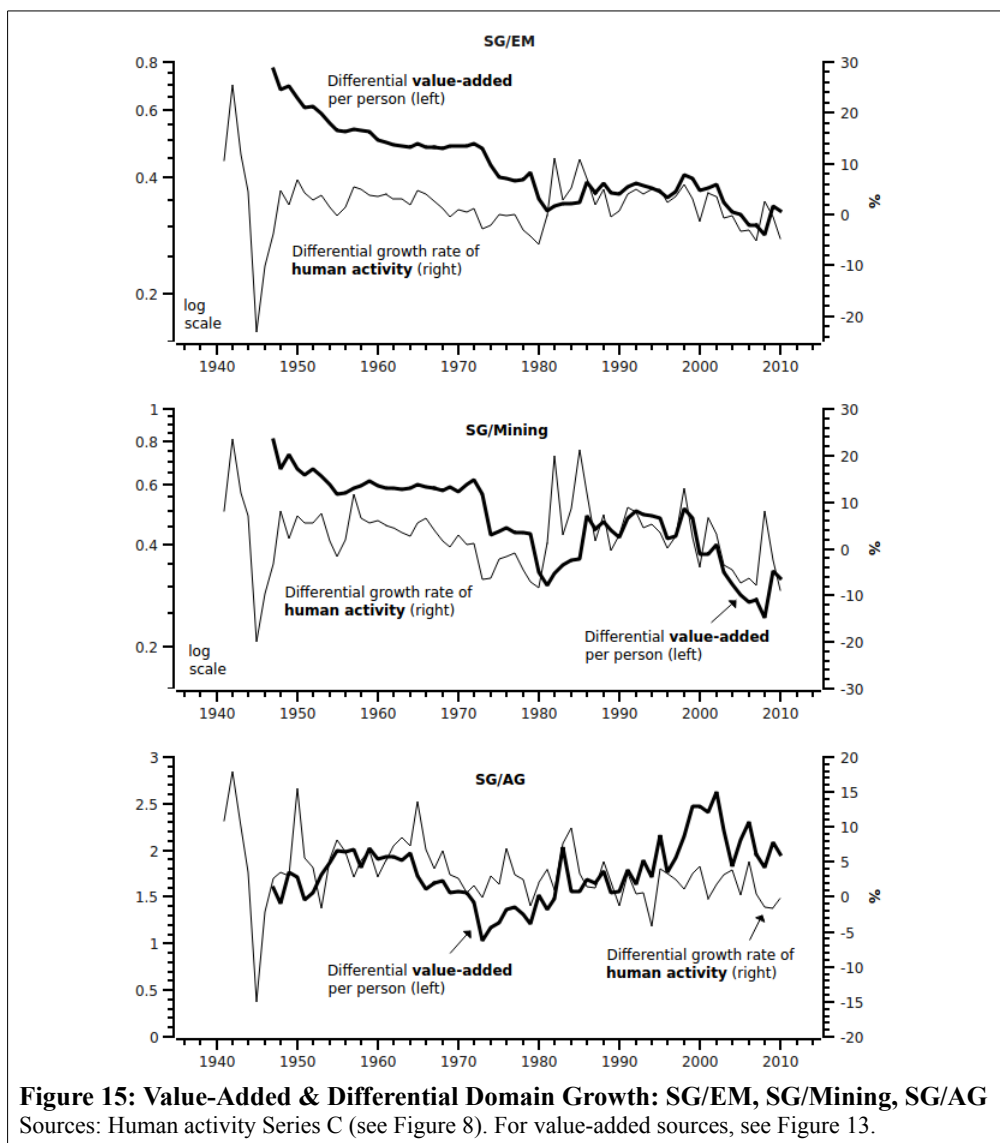 SG/EM
0.8
0.6
0.4
0.2
Differential value-added
per person (left)
Differential growth rate of
human activity (right)
log
scale
30
20
10
0
-10
-20
%
1940 1950 1960 1970 1980 1990 2000 2010
SG/Mining
1
0.8
0.6
0.4
0.2
Differential growth rate of
human activity (right)
Differential value-added
per person (left)
log
scale
30
20
10
0
-10
-20
-30
%
1940 1950 1960 1970 1980 1990 2000 2010
SG/AG
3
2.5
2
1.5
1
0.5
0
Differential value-added
per person (left)
Differential growth rate of
human activity (right)
20
15
10
5
0
-5
-10
-15
-20
%
1940 1950 1960 1970 1980 1990 2000 2010
Figure 15: Value-Added & Differential Domain Growth: SG/EM, SG/Mining, SG/AG
Sources: Human activity Series C (see Figure 8). For value-added sources, see Figure 13.